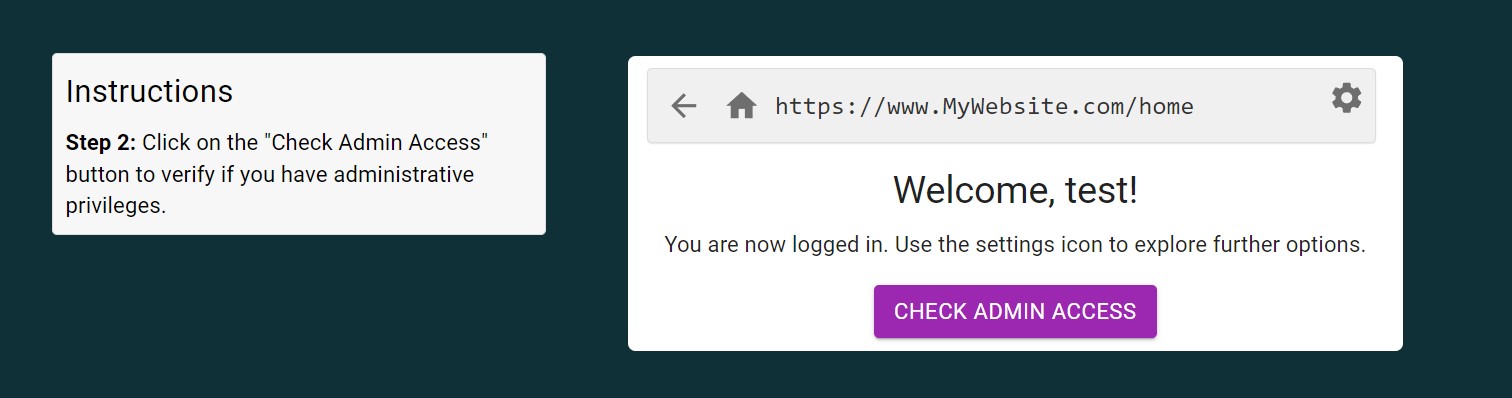 Instructions
Step 2: Click on the "Check Admin Access"
button to verify if you have administrative
privileges.
https://www.MyWebsite.com/home
Welcome, test!
You are now logged in. Use the settings icon to explore further options.
CHECK ADMIN ACCESS